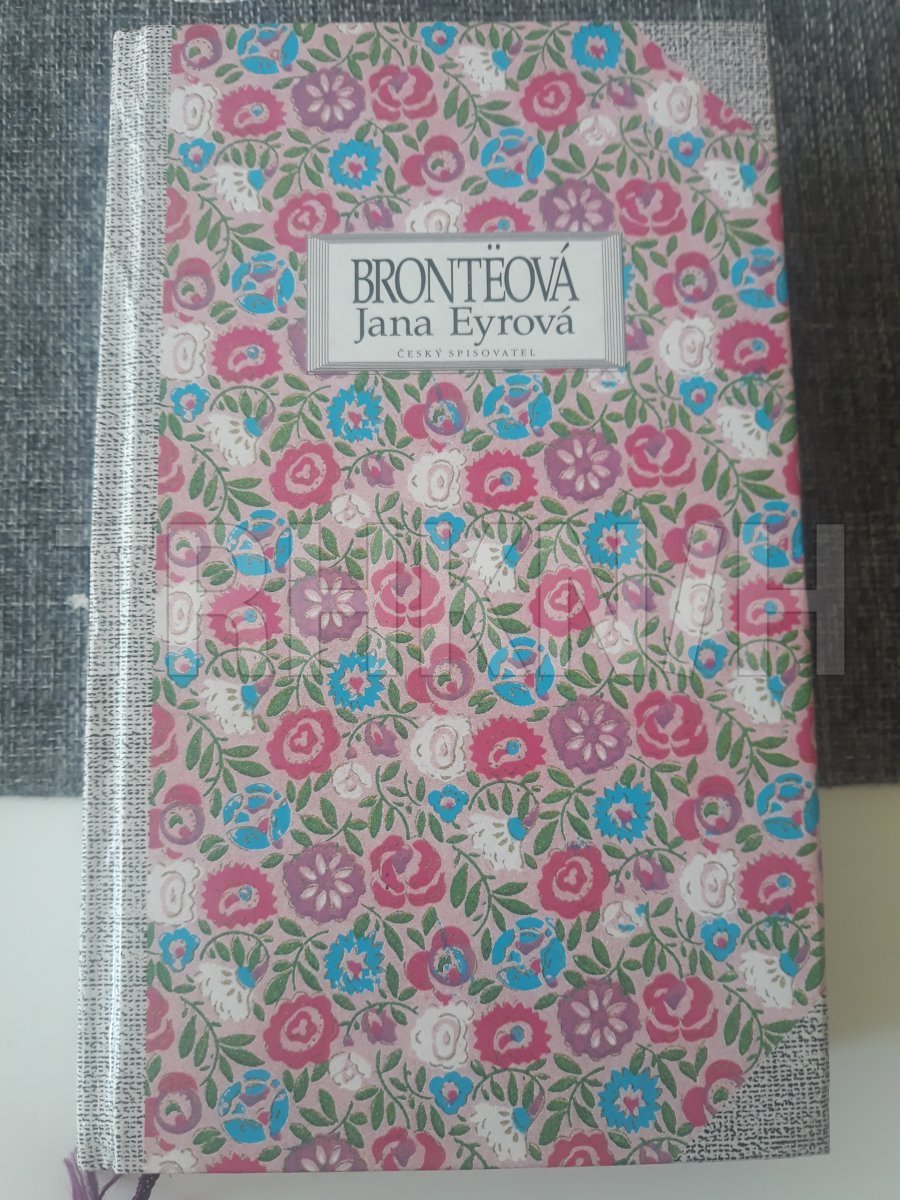 BRONTËOVÁ
Jana Eyrová
ČESKÝ SPISOVATEL